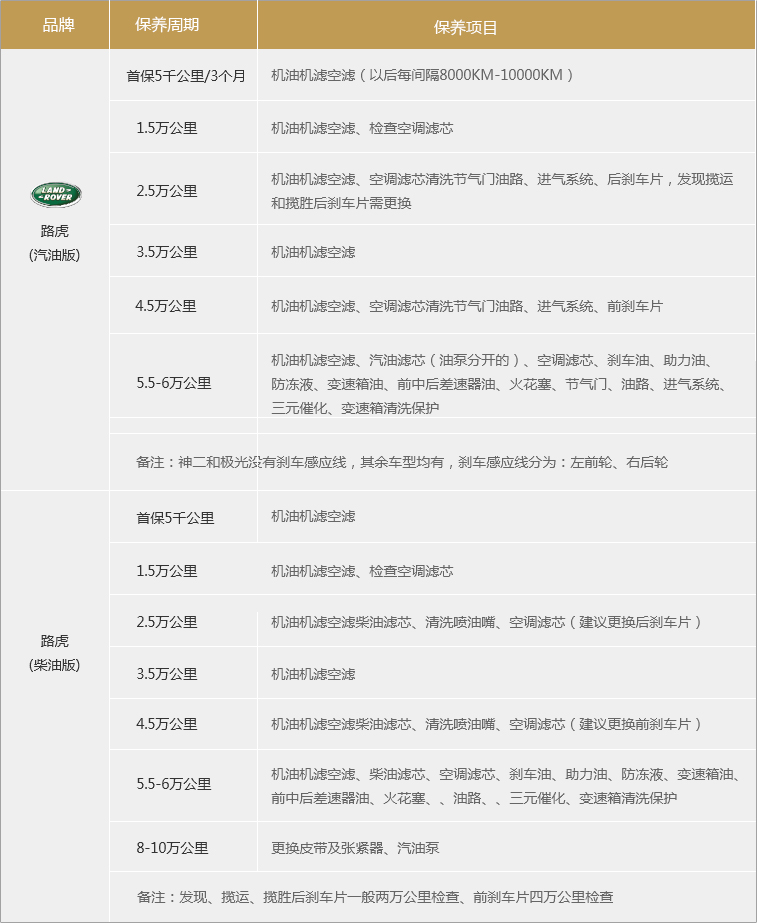 品牌
保养周期
保养项目
首保5千公里/3个月
机油机滤空滤（以后每间隔8000KM-10000KM）
1.5万公里
机油机滤空滤、检查空调滤芯
2.5万公里
机油机滤空滤、空调滤芯清洗节气门油路、进气系统、后刹车片，发现揽运
和揽胜后刹车片需更换
LAND-
-ROVER
路虎
(汽油版)
3.5万公里
机油机滤空滤
4.5万公里
机油机滤空滤、空调滤芯清洗节气门油路、进气系统、前刹车片
5.5-6万公里
机油机滤空滤、汽油滤芯（油泵分开的）、空调滤芯、刹车油、助力油、
防冻液、变速箱油、前中后差速器油、火花塞、节气门、油路、进气系统、
三元催化、变速箱清洗保护
备注：神二和极光没有刹车感应线，其余车型均有，刹车感应线分为：左前轮、右后轮
首保5千公里
机油机滤空滤
1.5万公里
机油机滤空滤、检查空调滤芯
2.5万公里
机油机滤空滤柴油滤芯、清洗喷油嘴、空调滤芯（建议更换后刹车片）
路虎
(柴油版)
3.5万公里
机油机滤空滤
4.5万公里
机油机滤空滤柴油滤芯、清洗喷油嘴、空调滤芯（建议更换前刹车片）
5.5-6万公里
机油机滤空滤、柴油滤芯、空调滤芯、刹车油、助力油、防冻液、变速箱油、
前中后差速器油、火花塞、、油路、、三元催化、变速箱清洗保护
8-10万公里
更换皮带及张紧器、汽油泵
备注：发现、揽运、揽胜后刹车片一般两万公里检查、前刹车片四万公里检查